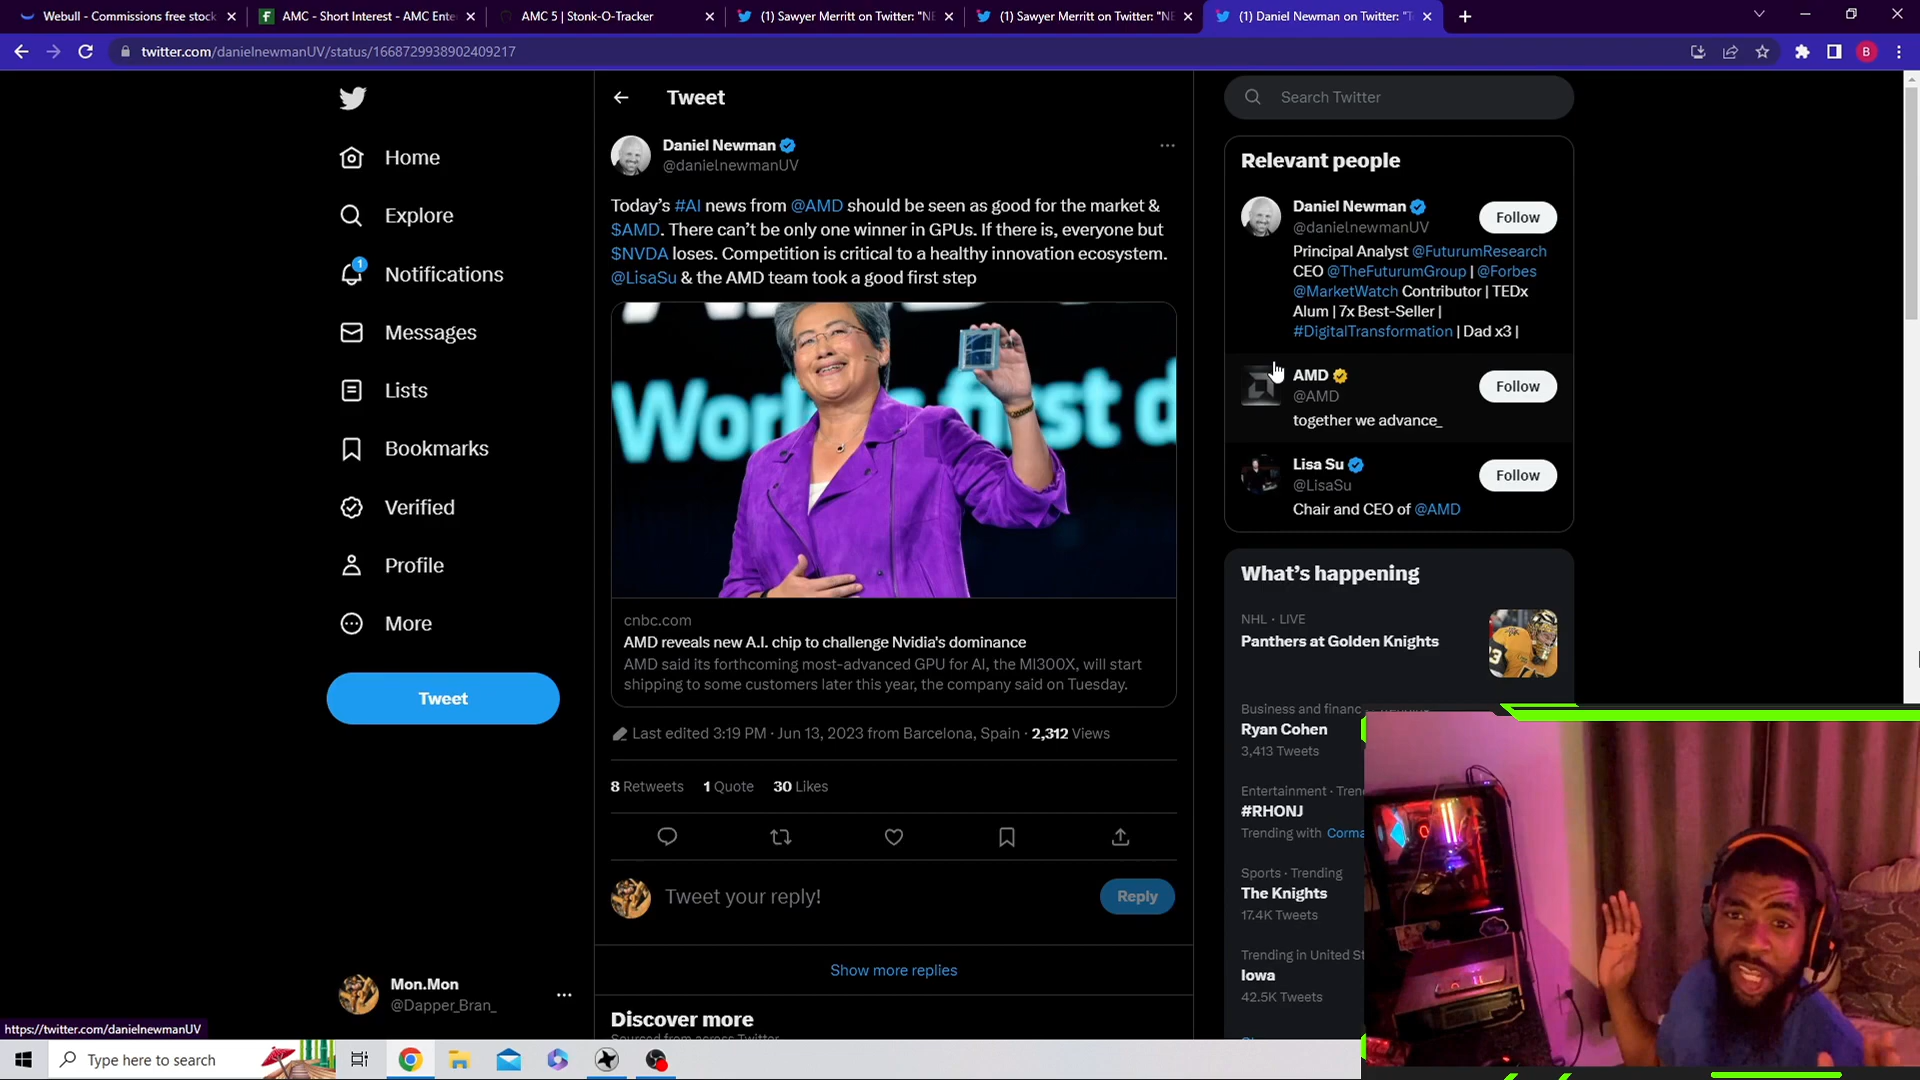 Webull - Commissions free stock
AMC - Short Interest - AMC Ente
AMC 5 | Stonk-O-Tracker
(1) Sawyer Merritt on Twitter: "NE
(1) Sawyer Merritt on Twitter: "NE
(1) Daniel Newman on Twitter: "T
twitter.com/danielnewmanUV/status/1668729938902409217
B
Home
Explore
1
Notifications
Messages
Lists
Bookmarks
Verified
Profile
More
Tweet
Mon.Mon
@Dapper_Bran_
https://twitter.com/danielnewmanUV
Tweet
Daniel Newman
@danielnewmanUV
Today's #AI news from @AMD should be seen as good for the market &
$AMD. There can't be only one winner in GPUs. If there is, everyone but
$NVDA loses. Competition is critical to a healthy innovation ecosystem.
@LisaSu & the AMD team took a good first step
cnbc.com
AMD reveals new A.I. chip to challenge Nvidia's dominance
AMD said its forthcoming most-advanced GPU for AI, the MI300X, will start
shipping to some customers later this year, the company said on Tuesday.
Last edited 3:19 PM · Jun 13, 2023 from Barcelona, Spain · 2,312 Views
8 Retweets 1 Quote 30 Likes
Tweet your reply!
Reply
Show more replies
Discover more
Search Twitter
Relevant people
Daniel Newman
@danielnewmanUV
Follow
Principal Analyst @FuturumResearch
CEO @TheFuturumGroup | @Forbes
@MarketWatch Contributor | TEDx
Alum | 7x Best-Seller |
#DigitalTransformation | Dad x3 |
AMD
@AMD
Follow
together we advance_
Lisa Su
@LisaSu
Follow
Chair and CEO of @AMD
What's happening
NHL · LIVE
Panthers at Golden Knights
Business and financ
Ryan Cohen
3,413 Tweets
Entertainment · Tren
#RHONJ
Trending with Corma
Sports · Trending
The Knights
17.4K Tweets
Trending in United St
Iowa
42.5K Tweets
Type here to search